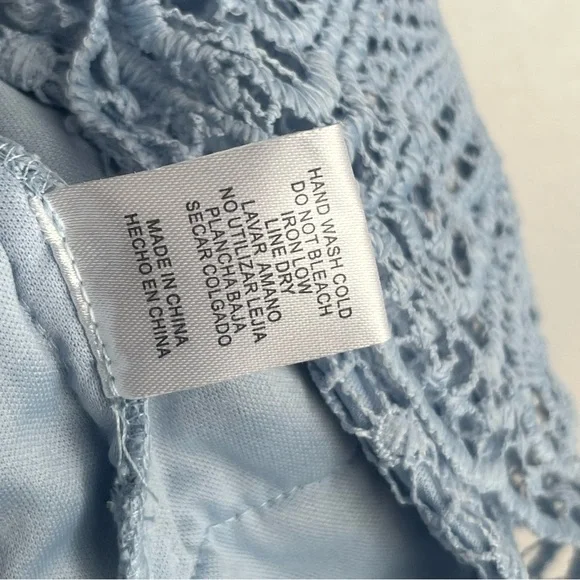 HAND WASH COLD
DO NOT BLEACH
IRON LOW
LINE DRY
LAVAR AMANO
NO UTILIZAR LEJIA
PLANCHA BAJA
SECAR COLGADO
MADE IN CHINA
HECHO EN CHINA